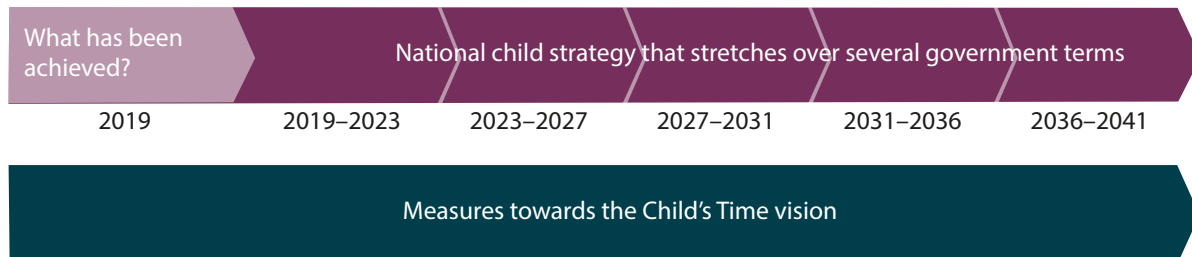 What has been
achieved?
National child strategy that stretches over several government terms
2019
2019–2023
2023–2027
2027–2031
2031–2036
2036–2041
Measures towards the Child’s Time vision